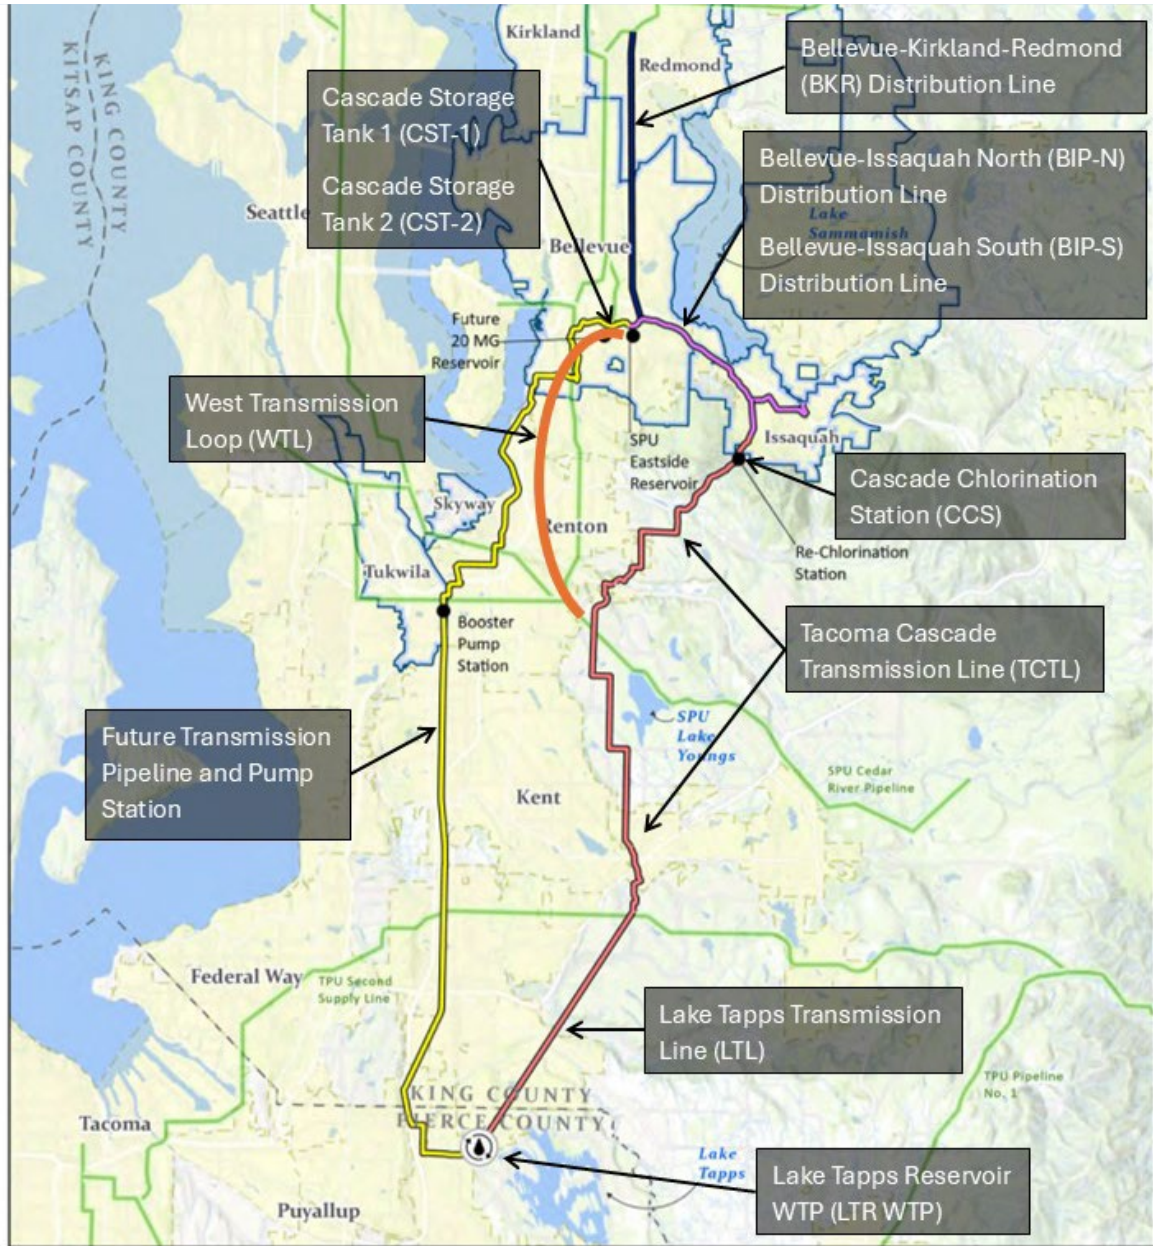 Kirkland
Redmond
Bellevue-Kirkland-Redmond
(BKR) Distribution Line
KING COUNTY
KITSAP COUNTY
Cascade Storage
Tank 1 (CST-1)
Cascade Storage
Tank 2 (CST-2)
Bellevue-Issaquah North (BIP-N)
Distribution Line
Bellevue-Issaquah South (BIP-S)
Distribution Line
Lake
Sammamish
Seattle
Bellevue
Future
20 MG
Reservoir
West Transmission
Loop (WTL)
SPU
Eastside
Reservoir
Issaquah
Cascade Chlorination
Station (CCS)
Skyway
Renton
Re-Chlorination
Station
Tukwila
Booster
Pump
Station
Tacoma Cascade
Transmission Line (TCTL)
SPU
Lake
Youngs
Future Transmission
Pipeline and Pump
Station
SPU Cedar
River Pipeline
Kent
Federal Way
TPU Second
Supply Line
Lake Tapps Transmission
Line (LTL)
TPU Pipeline
No. 1
KING COUNTY
PIERCE COUNTY
Tacoma
Lake
Tapps
Lake Tapps Reservoir
WTP (LTR WTP)
Puyallup